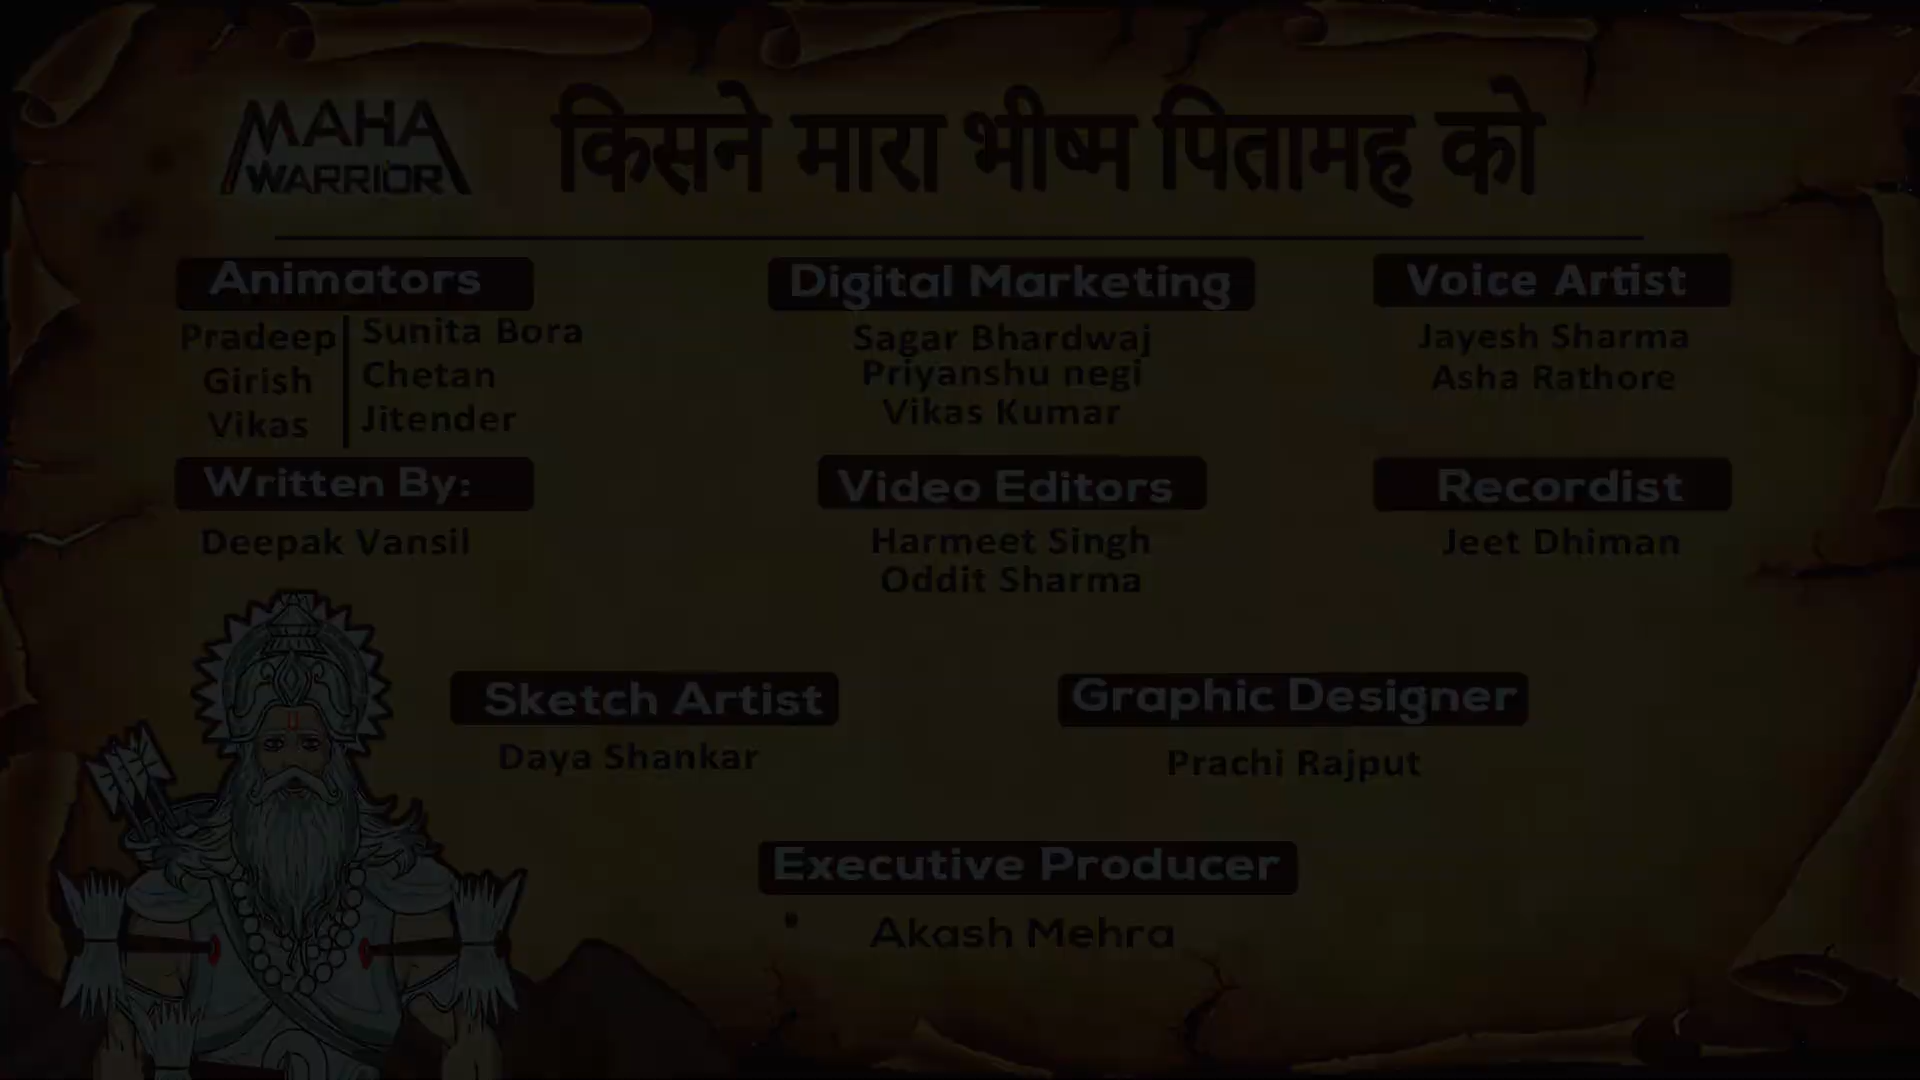 MAHA
WARRIOR
किसने मारा भीष्म पितामह को
Animators
Pradeep
Girish
Vikas
Sunita Bora
Chetan
Jitender
Digital Marketing
Sagar Bhardwaj
Priyanshu negi
Vikas Kumar
Voice Artist
Jayesh Sharma
Asha Rathore
Written By:
Deepak Vansil
Video Editors
Harmeet Singh
Oddit Sharma
Recordist
Jeet Dhiman
Sketch Artist
Daya Shankar
Graphic Designer
Prachi Rajput
Executive Producer
Akash Mehra